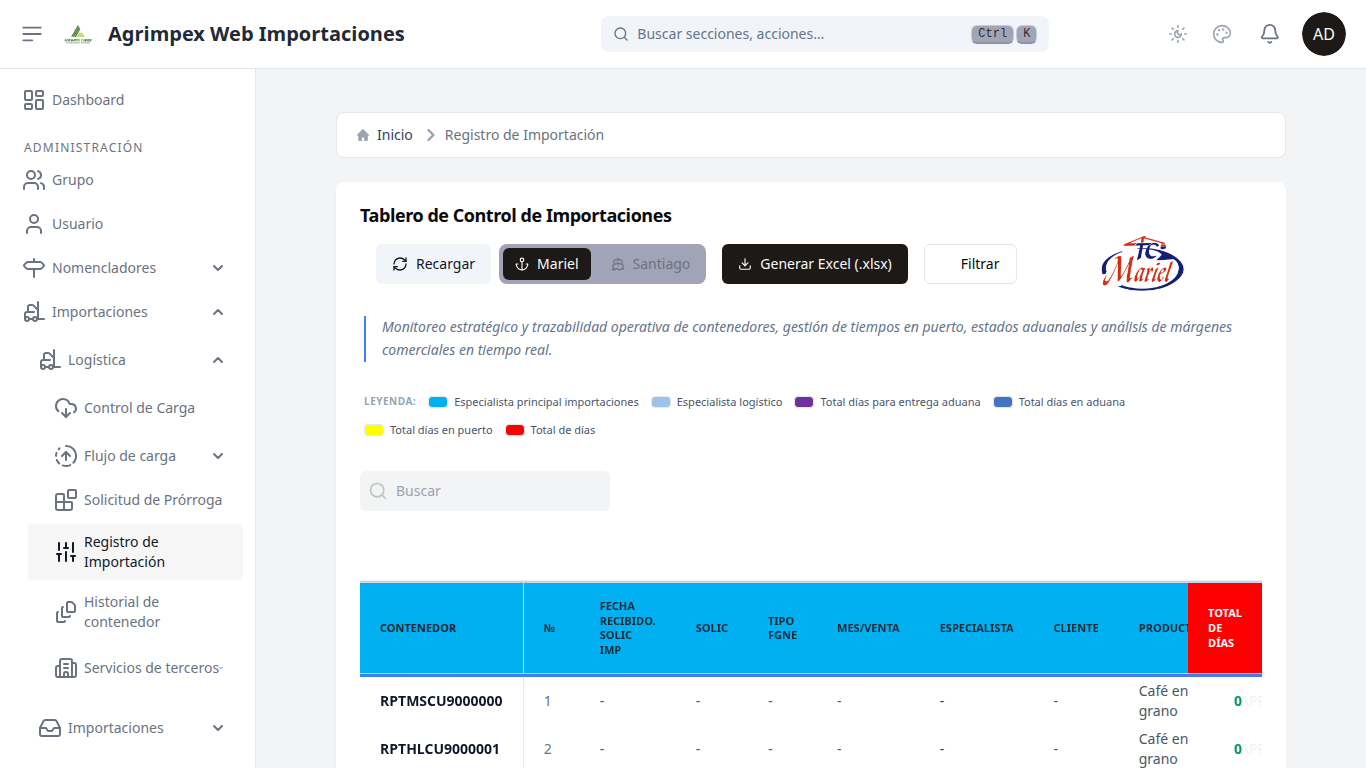 Agrimpex Web Importaciones
Buscar secciones, acciones...
Ctrl K
AD
Dashboard
ADMINISTRACIÓN
Grupo
Usuario
Nomencladores
Importaciones
Logística
Control de Carga
Flujo de carga
Solicitud de Prórroga
Registro de
Importación
Historial de
contenedor
Servicios de terceros
Importaciones
Inicio
Registro de Importación
Tablero de Control de Importaciones
Recargar
Mariel
Santiago
Generar Excel (.xlsx)
Filtrar
TC
Mariel
Monitoreo estratégico y trazabilidad operativa de contenedores, gestión de tiempos en puerto, estados aduanales y análisis de márgenes
comerciales en tiempo real.
LEYENDA: Especialista principal importaciones Especialista logístico Total días para entrega aduana Total días en aduana
Total días en puerto Total de días
Buscar
CONTENEDOR
№
FECHA
RECIBIDO.
SOLIC
IMP
SOLIC
TIPO
FGNE
MES/VENTA
ESPECIALISTA
CLIENTE
PRODUCT
TOTAL
DE
DÍAS
RPTMSCU9000000 1 - - - - - - Café en
grano 0
RPTHLCU9000001 2 - - - - - - Café en
grano 0